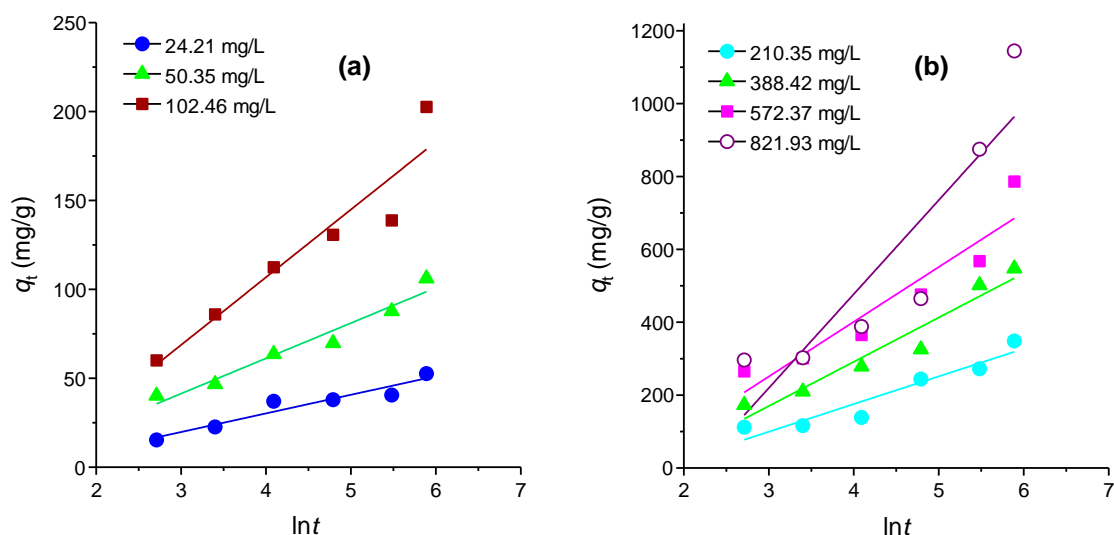 250
200
150
100
50
0
2
3
4
5
6
7
24.21 mg/L
50.35 mg/L
102.46 mg/L
(a)
qt (mg/g)
lnt
1200
1000
800
600
400
200
0
2
3
4
5
6
7
210.35 mg/L
388.42 mg/L
572.37 mg/L
821.93 mg/L
(b)
qt (mg/g)
lnt